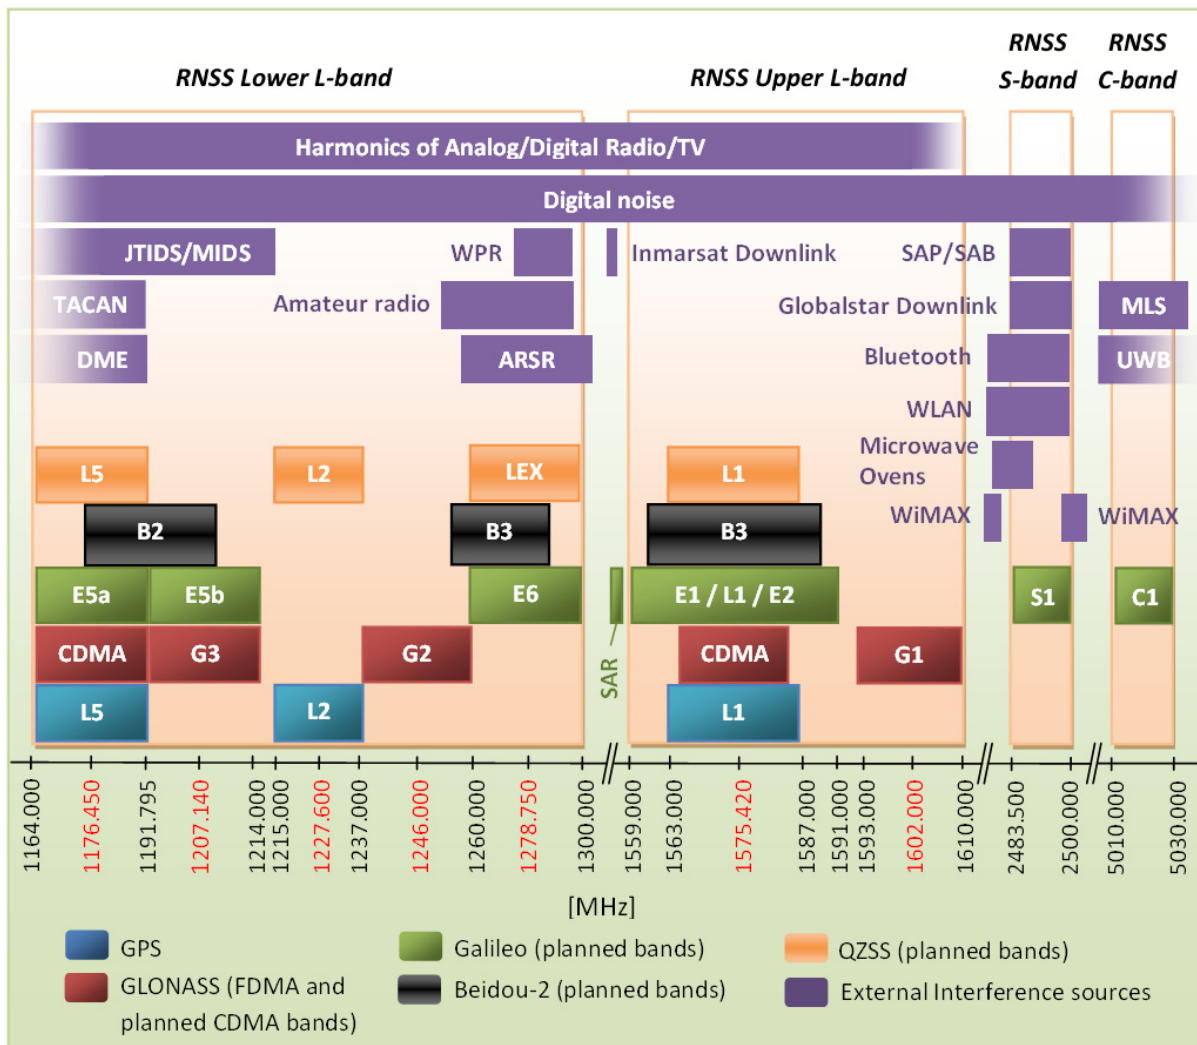 RNSS Lower L-band
RNSS Upper L-band
RNSS
S-band
RNSS
C-band
Harmonics of Analog/Digital Radio/TV
Digital noise
JTIDS/MIDS
WPR
Inmarsat Downlink
SAP/SAB
TACAN
Amateur radio
Globalstar Downlink
MLS
DME
ARSR
Bluetooth
UWB
WLAN
L5
L2
LEX
L1
Microwave
Ovens
B2
B3
B3
WiMAX
WiMAX
E5a
E5b
E6
E1 / L1 / E2
S1
C1
CDMA
G3
G2
SAR
CDMA
G1
L5
L2
L1
1164.000
1176.450
1191.795
1207.140
1214.000
1215.000
1227.600
1237.000
1246.000
1260.000
1278.750
1300.000
1559.000
1563.000
1575.420
1587.000
1591.000
1593.000
1602.000
1610.000
2483.500
2500.000
5010.000
5030.000
[MHz]
GPS
Galileo (planned bands)
QZSS (planned bands)
GLONASS (FDMA and
planned CDMA bands)
Beidou-2 (planned bands)
External Interference sources